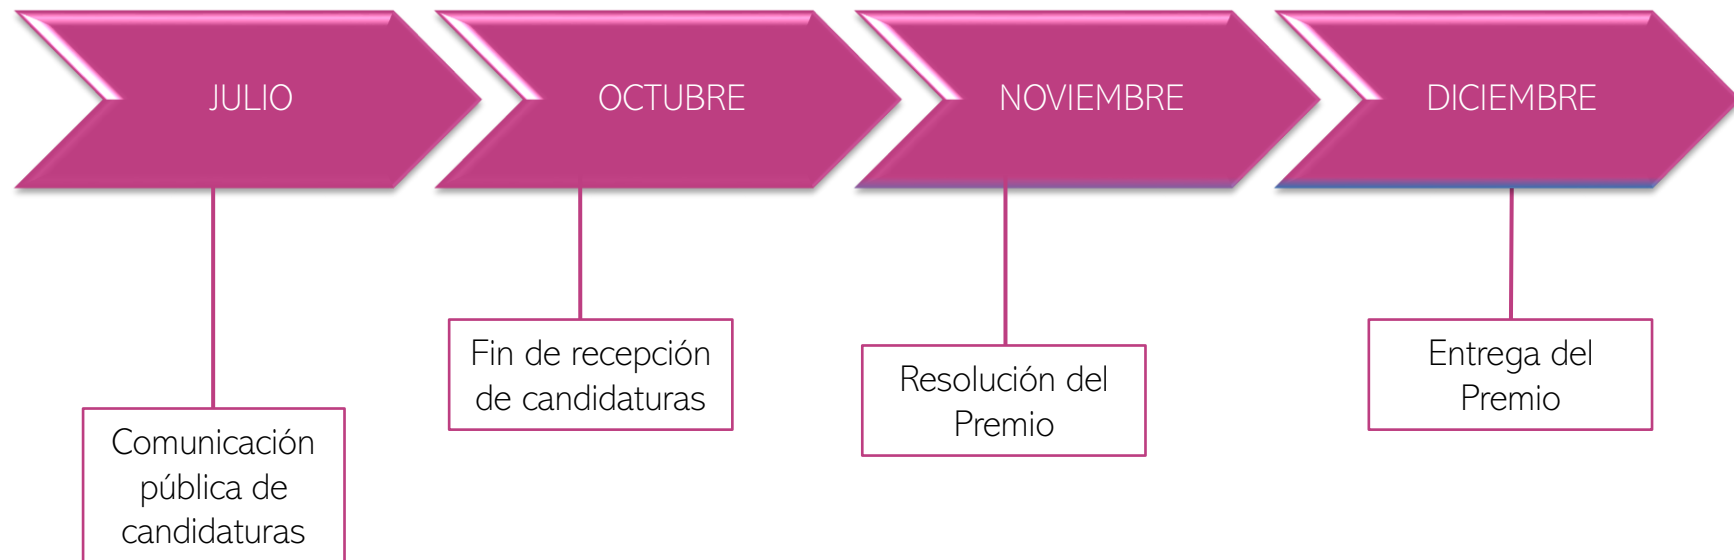 JULIO
OCTUBRE
NOVIEMBRE
DICIEMBRE
Comunicación
pública de
candidaturas
Fin de recepción
de candidaturas
Resolución del
Premio
Entrega del
Premio